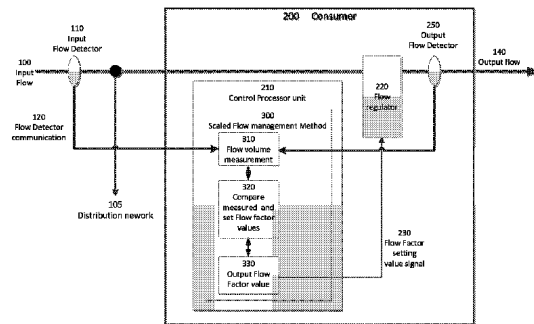 200 Consumer
110
Input
Flow Detector
250
Output
Flow Detector
140
Output flow
100
Input
Flow
210
Control Processor unit
220
Flow
regulator
120
Flow Detector
communication
300
Scaled Flow management Method
310
Flow volume
measurement
320
Compare
measured and
set Flow factor
values
105
Distribution nework
230
Flow Factor
setting
value signal
330
Output Flow
Factor value